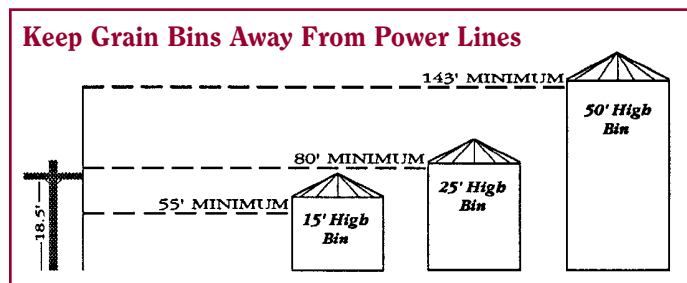 Keep Grain Bins Away From Power Lines
143' MINIMUM
50' High
Bin
80' MINIMUM
25' High
Bin
55' MINIMUM
15' High
Bin
18.5'